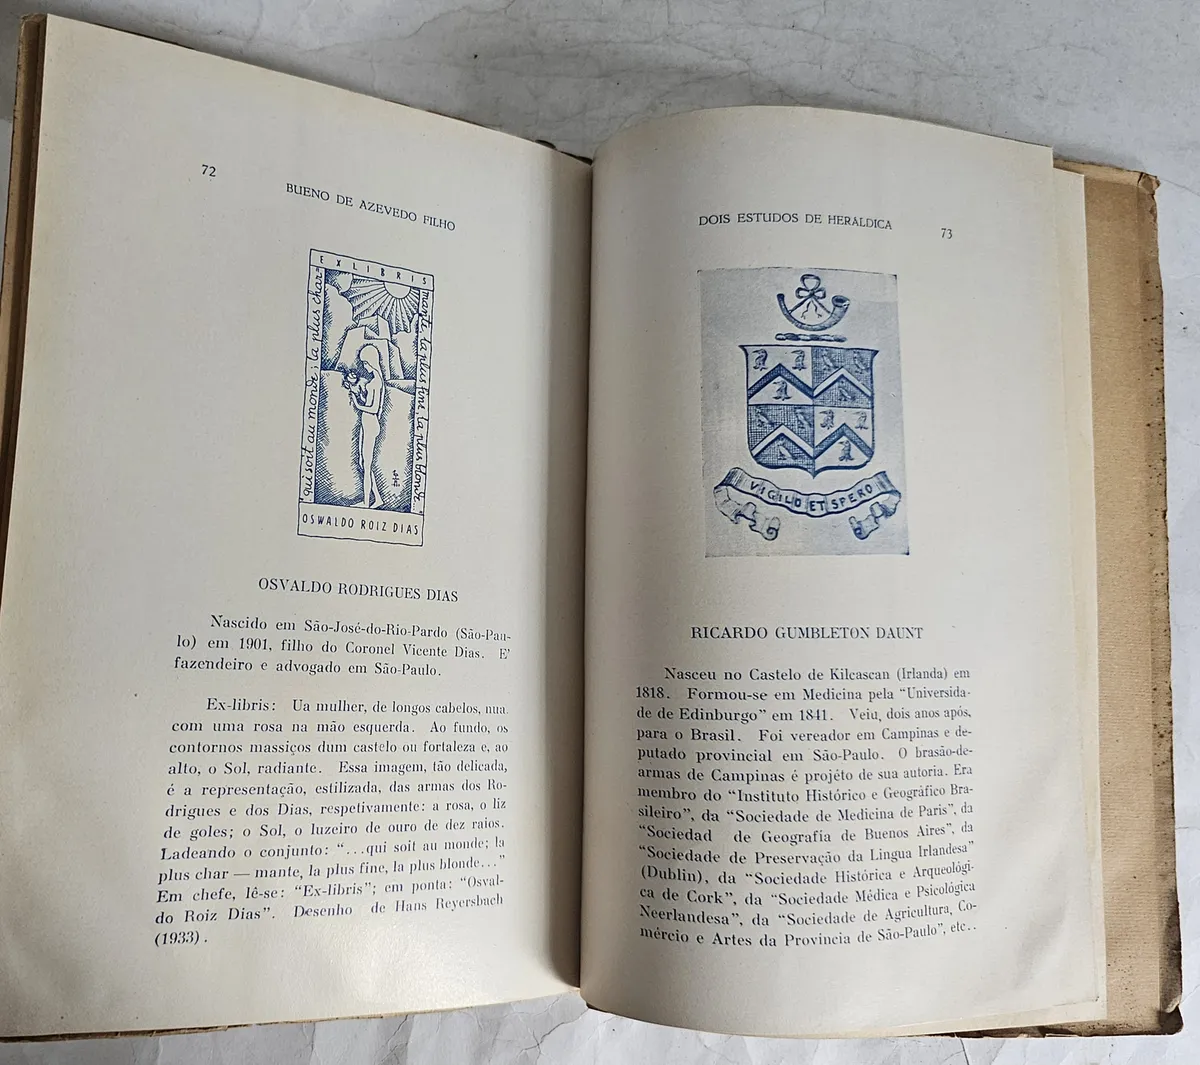 72
BUENO DE AZEVEDO FILHO
EX LIBRIS
"qui soit au monde; la plus char=
mante, la plus fine, la plus blonde..."
OSWALDO ROIZ DIAS
OSVALDO RODRIGUES DIAS
Nascido em São-José-do-Rio-Pardo (São-Pau-
lo) em 1901, filho do Coronel Vicente Dias. E'
fazendeiro e advogado em São-Paulo.
Ex-libris: Ua mulher, de longos cabelos, nua.
com uma rosa na mão esquerda. Ao fundo, os
contornos massiços dum castelo ou fortaleza e, ao
alto, o Sol, radiante. Essa imagem, tão delicada,
é a representação, estilizada, das armas dos Ro-
drigues e dos Dias, respetivamente: a rosa, o liz
de goles; o Sol, o luzeiro de ouro de dez raios.
Ladeando o conjunto: "...qui soit au monde; la
plus char — mante, la plus fine, la plus blonde..."
Em chefe, lê-se: "Ex-libris"; em ponta: "Osval-
do Roiz Dias". Desenho de Hans Reyersbach
(1933).
DOIS ESTUDOS DE HERALDICA
73
VIGILO ET SPERO
RICARDO GUMBLETON DAUNT
Nasceu no Castelo de Kilcascan (Irlanda) em
1818. Formou-se em Medicina pela "Universida-
de de Edinburgo" em 1841. Veiu, dois anos após,
para o Brasil. Foi vereador em Campinas e de-
putado provincial em São-Paulo. O brasão-de-
armas de Campinas é projéto de sua autoria. Era
membro do "Instituto Histórico e Geográfico Bra-
sileiro", da "Sociedade de Medicina de Paris", da
"Sociedad de Geografia de Buenos Aires", da
"Sociedade de Preservação da Lingua Irlandesa"
(Dublin), da "Sociedade Histórica e Arqueológi-
ca de Cork", da "Sociedade Médica e Psicológica
Neerlandesa", da "Sociedade de Agricultura, Co-
mércio e Artes da Província de São-Paulo", etc..